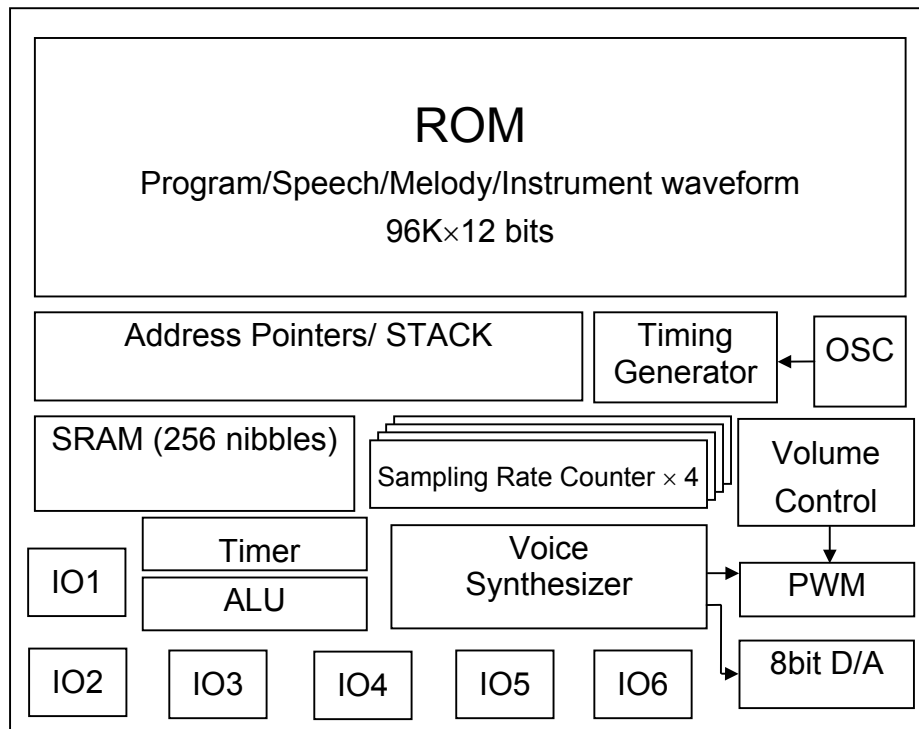 ROM
Program/Speech/Melody/Instrument waveform
96K×12 bits
Address Pointers/ STACK
Timing
Generator
OSC
SRAM (256 nibbles)
Sampling Rate Counter × 4
Volume
Control
Timer
Voice
Synthesizer
IO1
ALU
PWM
IO2
IO3
IO4
IO5
IO6
8bit D/A